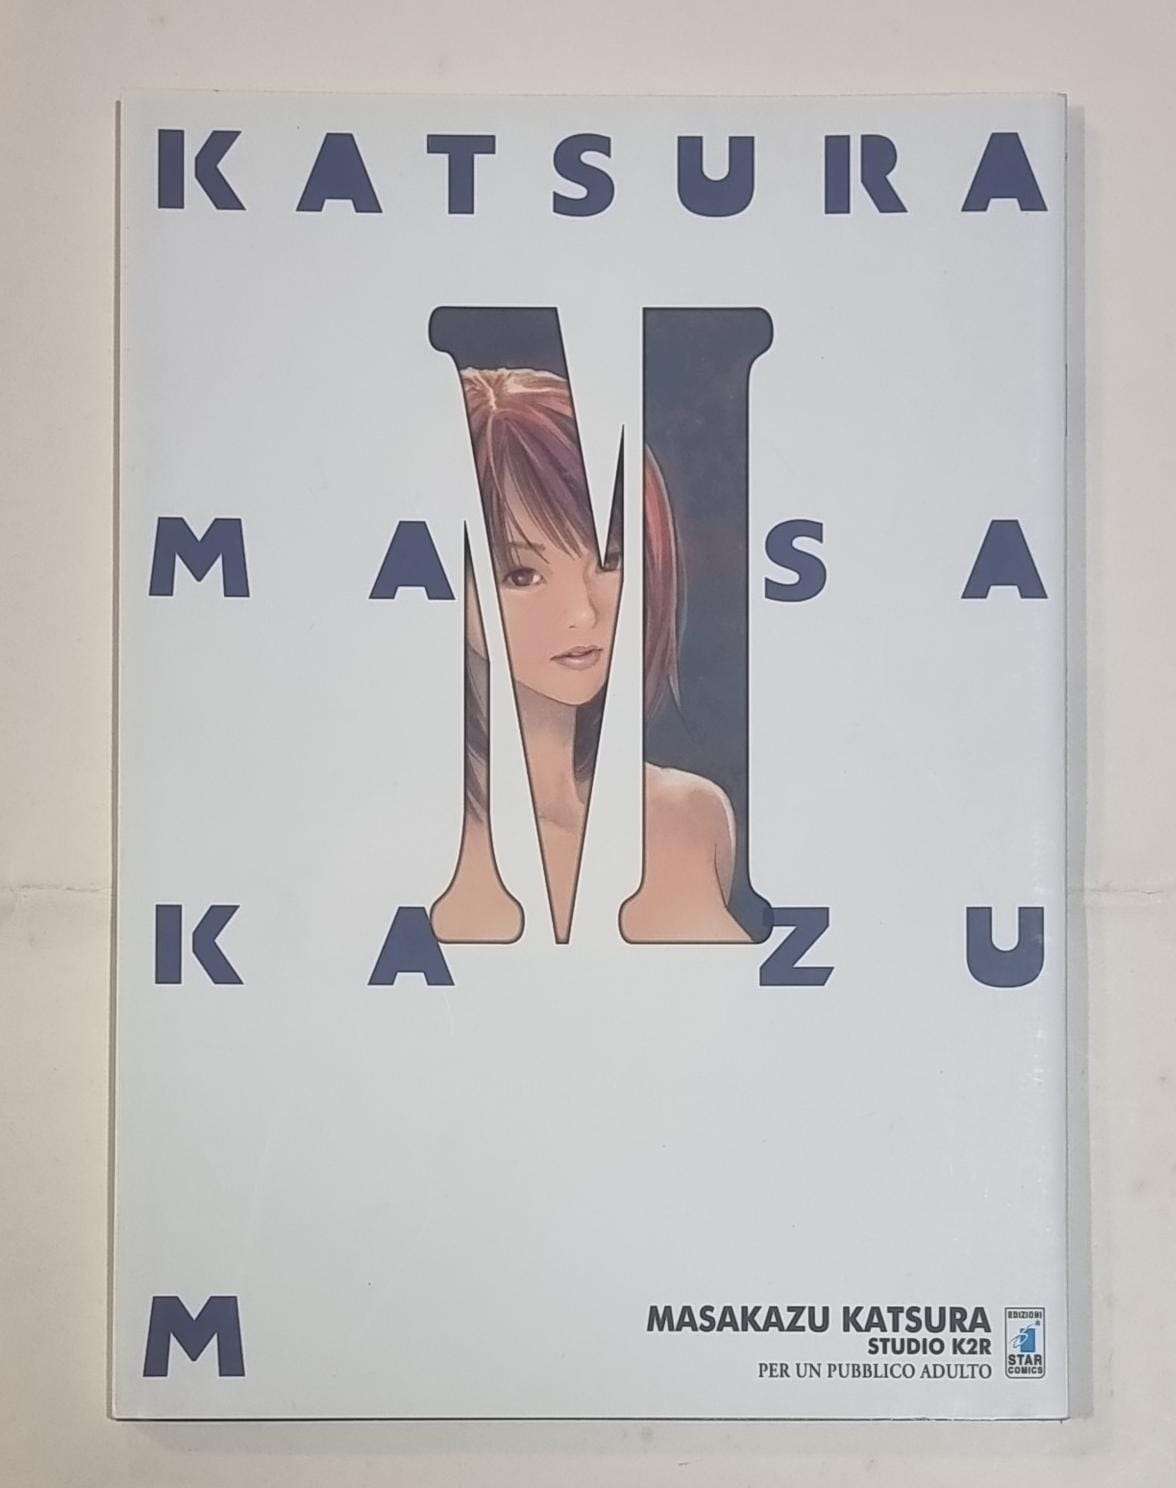 KATSURA
M
MASA
KAZU
M
MASAKAZU KATSURA
STUDIO K2R
PER UN PUBBLICO ADULTO
EDIZIONI
STAR
COMICS